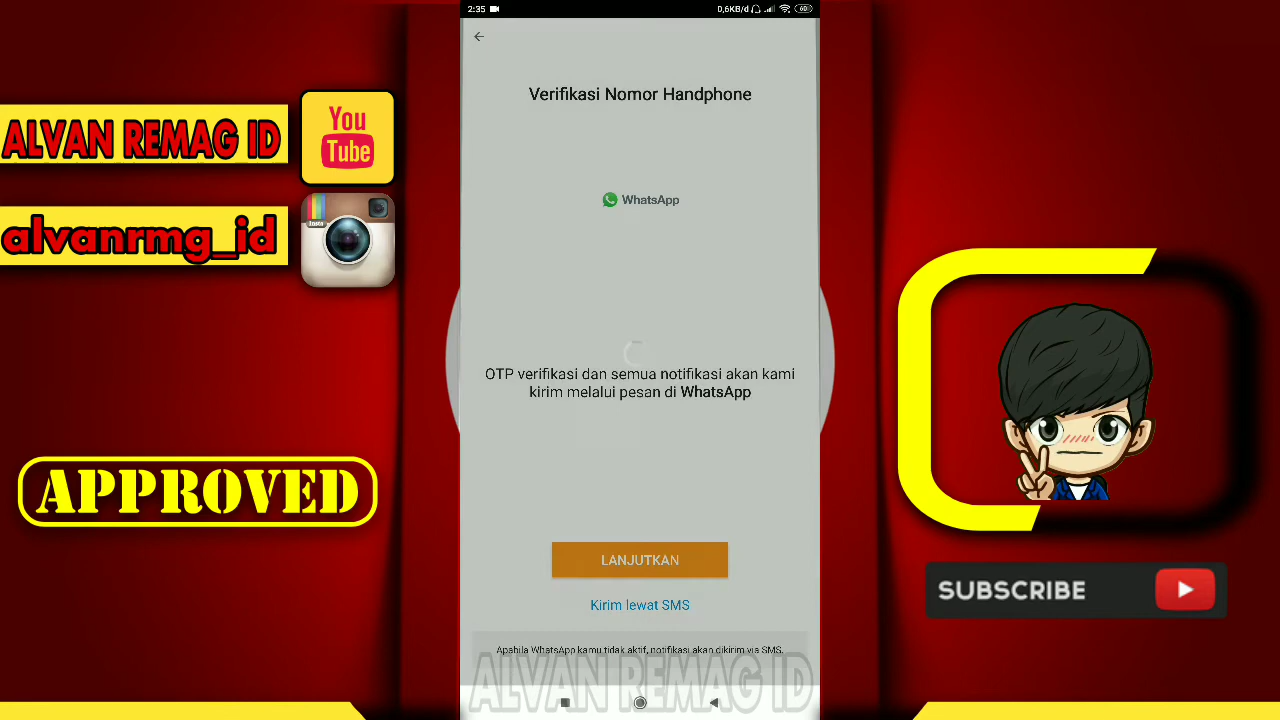 2:35
0,6KB/d
60
Verifikasi Nomor Handphone
WhatsApp
OTP verifikasi dan semua notifikasi akan kami
kirim melalui pesan di WhatsApp
LANJUTKAN
Kirim lewat SMS
Apabila WhatsApp kamu tidak aktif, notifikasi akan dikirim via SMS.
ALVAN REMAG ID
ALVAN REMAG ID
You
Tube
alvanrmg_id
Insta
APPROVED
SUBSCRIBE